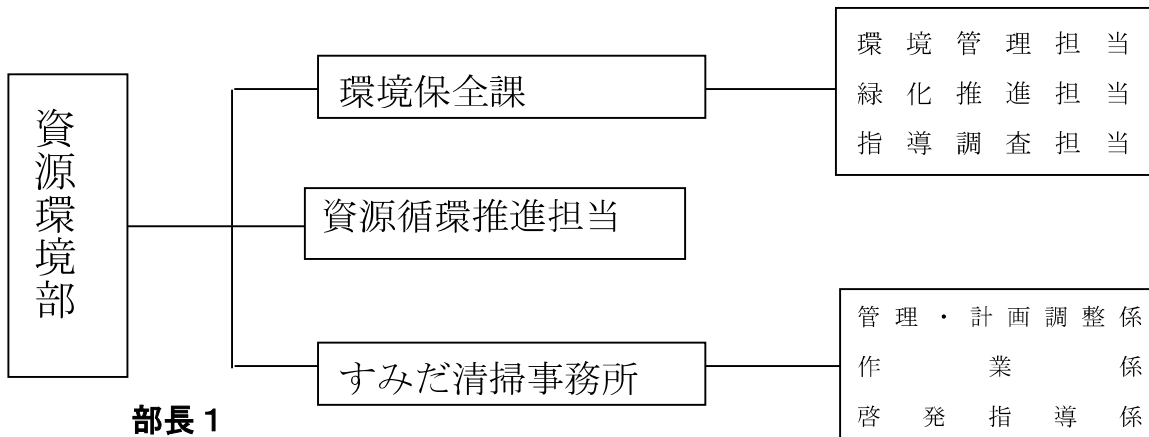 資源環境部
環境保全課
環境管理担当
緑化推進担当
指導調査担当
資源循環推進担当
すみだ清掃事務所
管理・計画調整係
作業係
啓発指導係
部長1